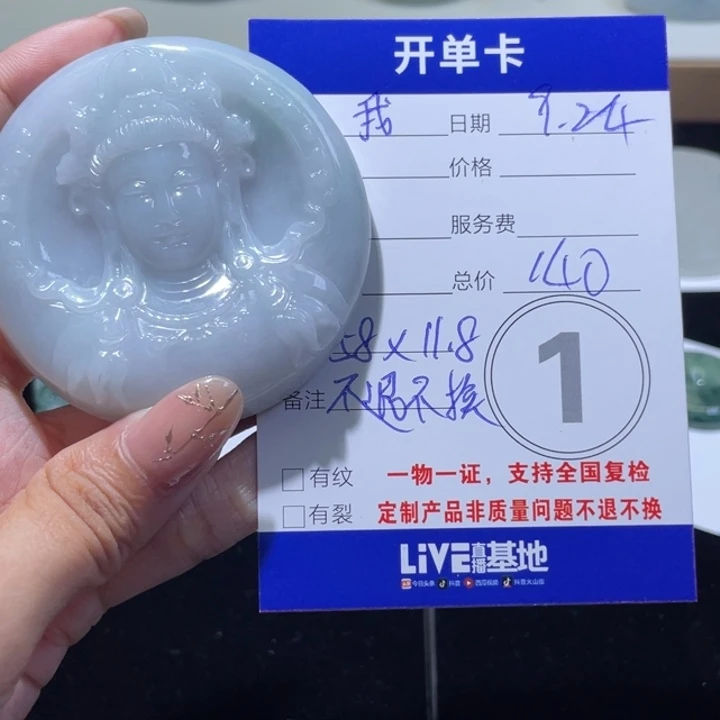 开单卡
我 日期 9.24
价格
服务费
总价 140
58×11.8
备注 不退不换
1
有纹 一物一证，支持全国复检
有裂 定制产品非质量问题不退不换
LiVE直播基地
今日头条 抖音 西瓜视频 抖音火山版